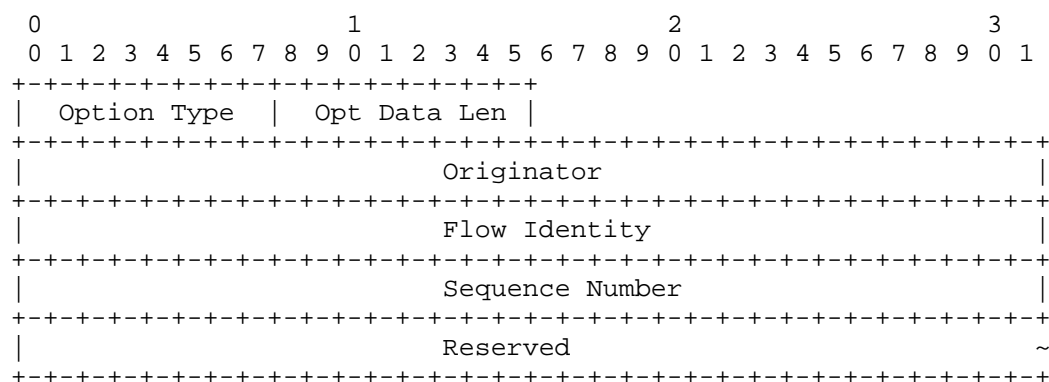 0                   1                   2                   3
 0 1 2 3 4 5 6 7 8 9 0 1 2 3 4 5 6 7 8 9 0 1 2 3 4 5 6 7 8 9 0 1
+-+-+-+-+-+-+-+-+-+-+-+-+-+-+-+-+
|  Option Type  |  Opt Data Len |
+-+-+-+-+-+-+-+-+-+-+-+-+-+-+-+-+-+-+-+-+-+-+-+-+-+-+-+-+-+-+-+-+
|                          Originator                           |
+-+-+-+-+-+-+-+-+-+-+-+-+-+-+-+-+-+-+-+-+-+-+-+-+-+-+-+-+-+-+-+-+
|                          Flow Identity                        |
+-+-+-+-+-+-+-+-+-+-+-+-+-+-+-+-+-+-+-+-+-+-+-+-+-+-+-+-+-+-+-+-+
|                          Sequence Number                      |
+-+-+-+-+-+-+-+-+-+-+-+-+-+-+-+-+-+-+-+-+-+-+-+-+-+-+-+-+-+-+-+-+
|                          Reserved                             ~
+-+-+-+-+-+-+-+-+-+-+-+-+-+-+-+-+-+-+-+-+-+-+-+-+-+-+-+-+-+-+-+-+